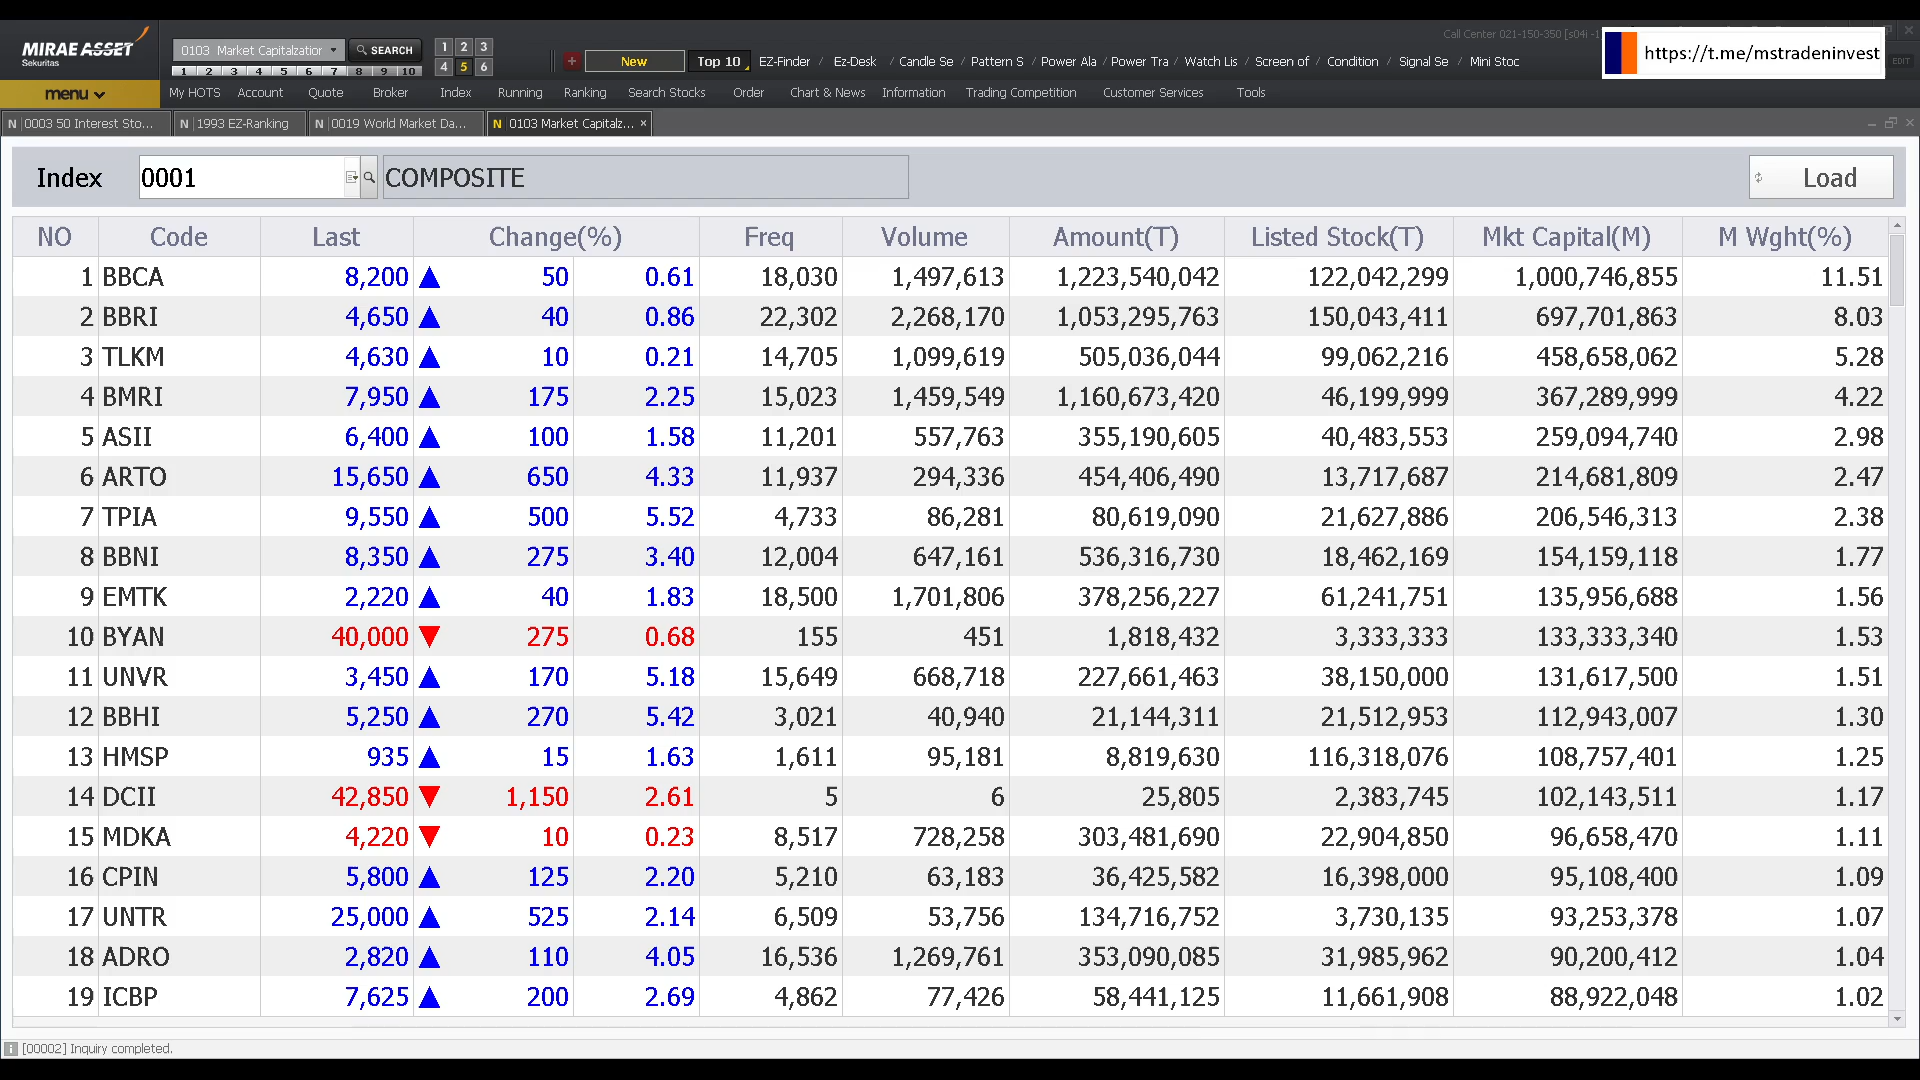 MIRAE ASSET
Sekuritas
0103 Market Capitalzatior
SEARCH
1 2 3
4 5 6
1 2 3 4 5 6 7 8 9 10
+ New
Top 10
EZ-Finder / Ez-Desk / Candle Se / Pattern S / Power Ala / Power Tra / Watch Lis / Screen of / Condition / Signal Se / Mini Stoc
Call Center 021-150-350 [s04i -1
https://t.me/mstradeninvest
EDIT
menu
My HOTS Account Quote Broker Index Running Ranking Search Stocks Order Chart & News Information Trading Competition Customer Services Tools
N 0003 50 Interest Sto... N 1993 EZ-Ranking N 0019 World Market Da... N 0103 Market Capitalz... ×
Index 0001 COMPOSITE Load
NO Code Last Change(%) Freq Volume Amount(T) Listed Stock(T) Mkt Capital(M) M Wght(%)
1 BBCA 8,200 ▲ 50 0.61 18,030 1,497,613 1,223,540,042 122,042,299 1,000,746,855 11.51
2 BBRI 4,650 ▲ 40 0.86 22,302 2,268,170 1,053,295,763 150,043,411 697,701,863 8.03
3 TLKM 4,630 ▲ 10 0.21 14,705 1,099,619 505,036,044 99,062,216 458,658,062 5.28
4 BMRI 7,950 ▲ 175 2.25 15,023 1,459,549 1,160,673,420 46,199,999 367,289,999 4.22
5 ASII 6,400 ▲ 100 1.58 11,201 557,763 355,190,605 40,483,553 259,094,740 2.98
6 ARTO 15,650 ▲ 650 4.33 11,937 294,336 454,406,490 13,717,687 214,681,809 2.47
7 TPIA 9,550 ▲ 500 5.52 4,733 86,281 80,619,090 21,627,886 206,546,313 2.38
8 BBNI 8,350 ▲ 275 3.40 12,004 647,161 536,316,730 18,462,169 154,159,118 1.77
9 EMTK 2,220 ▲ 40 1.83 18,500 1,701,806 378,256,227 61,241,751 135,956,688 1.56
10 BYAN 40,000 ▼ 275 0.68 155 451 1,818,432 3,333,333 133,333,340 1.53
11 UNVR 3,450 ▲ 170 5.18 15,649 668,718 227,661,463 38,150,000 131,617,500 1.51
12 BBHI 5,250 ▲ 270 5.42 3,021 40,940 21,144,311 21,512,953 112,943,007 1.30
13 HMSP 935 ▲ 15 1.63 1,611 95,181 8,819,630 116,318,076 108,757,401 1.25
14 DCII 42,850 ▼ 1,150 2.61 5 6 25,805 2,383,745 102,143,511 1.17
15 MDKA 4,220 ▼ 10 0.23 8,517 728,258 303,481,690 22,904,850 96,658,470 1.11
16 CPIN 5,800 ▲ 125 2.20 5,210 63,183 36,425,582 16,398,000 95,108,400 1.09
17 UNTR 25,000 ▲ 525 2.14 6,509 53,756 134,716,752 3,730,135 93,253,378 1.07
18 ADRO 2,820 ▲ 110 4.05 16,536 1,269,761 353,090,085 31,985,962 90,200,412 1.04
19 ICBP 7,625 ▲ 200 2.69 4,862 77,426 58,441,125 11,661,908 88,922,048 1.02
[00002] Inquiry completed.